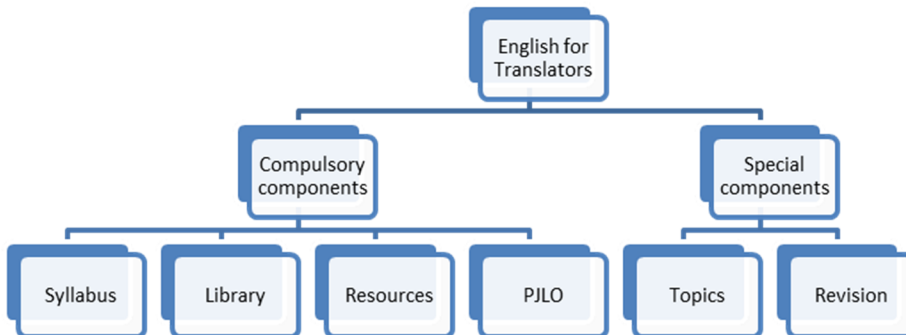 English for
Translators
Compulsory
components
Special
components
Syllabus
Library
Resources
PJLO
Topics
Revision